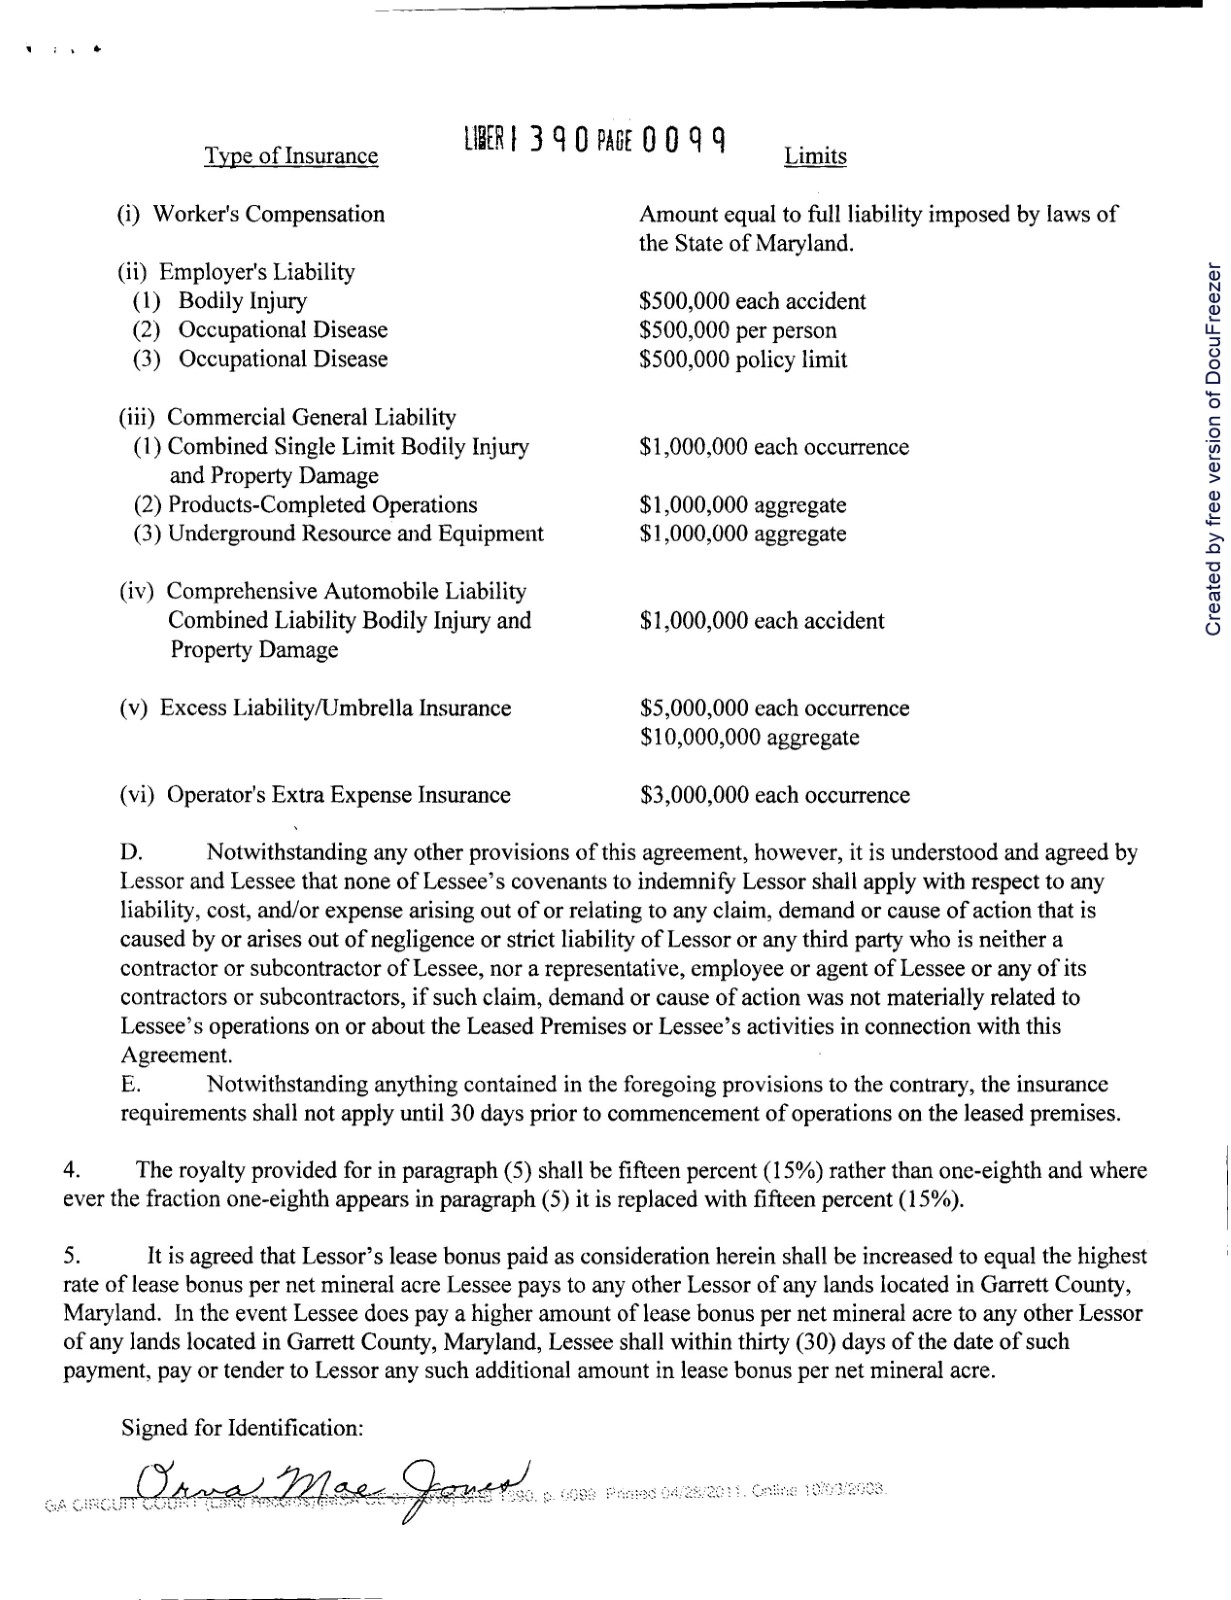 LIBER 1 3 9 0 PAGE 0 0 9 9
Type of Insurance Limits
(i) Worker's Compensation Amount equal to full liability imposed by laws of
the State of Maryland.
(ii) Employer's Liability
(1) Bodily Injury $500,000 each accident
(2) Occupational Disease $500,000 per person
(3) Occupational Disease $500,000 policy limit
(iii) Commercial General Liability
(1) Combined Single Limit Bodily Injury $1,000,000 each occurrence
and Property Damage
(2) Products-Completed Operations $1,000,000 aggregate
(3) Underground Resource and Equipment $1,000,000 aggregate
(iv) Comprehensive Automobile Liability
Combined Liability Bodily Injury and $1,000,000 each accident
Property Damage
(v) Excess Liability/Umbrella Insurance $5,000,000 each occurrence
$10,000,000 aggregate
(vi) Operator's Extra Expense Insurance $3,000,000 each occurrence
D. Notwithstanding any other provisions of this agreement, however, it is understood and agreed by
Lessor and Lessee that none of Lessee’s covenants to indemnify Lessor shall apply with respect to any
liability, cost, and/or expense arising out of or relating to any claim, demand or cause of action that is
caused by or arises out of negligence or strict liability of Lessor or any third party who is neither a
contractor or subcontractor of Lessee, nor a representative, employee or agent of Lessee or any of its
contractors or subcontractors, if such claim, demand or cause of action was not materially related to
Lessee’s operations on or about the Leased Premises or Lessee’s activities in connection with this
Agreement.
E. Notwithstanding anything contained in the foregoing provisions to the contrary, the insurance
requirements shall not apply until 30 days prior to commencement of operations on the leased premises.
4. The royalty provided for in paragraph (5) shall be fifteen percent (15%) rather than one-eighth and where
ever the fraction one-eighth appears in paragraph (5) it is replaced with fifteen percent (15%).
5. It is agreed that Lessor’s lease bonus paid as consideration herein shall be increased to equal the highest
rate of lease bonus per net mineral acre Lessee pays to any other Lessor of any lands located in Garrett County,
Maryland. In the event Lessee does pay a higher amount of lease bonus per net mineral acre to any other Lessor
of any lands located in Garrett County, Maryland, Lessee shall within thirty (30) days of the date of such
payment, pay or tender to Lessor any such additional amount in lease bonus per net mineral acre.
Signed for Identification:
Orva Mae Jones
GA CIRCUIT COURT (Land Records) 1390, p. 0099. Printed 04/28/2011. Online 10/03/2008.
Created by free version of DocuFreezer